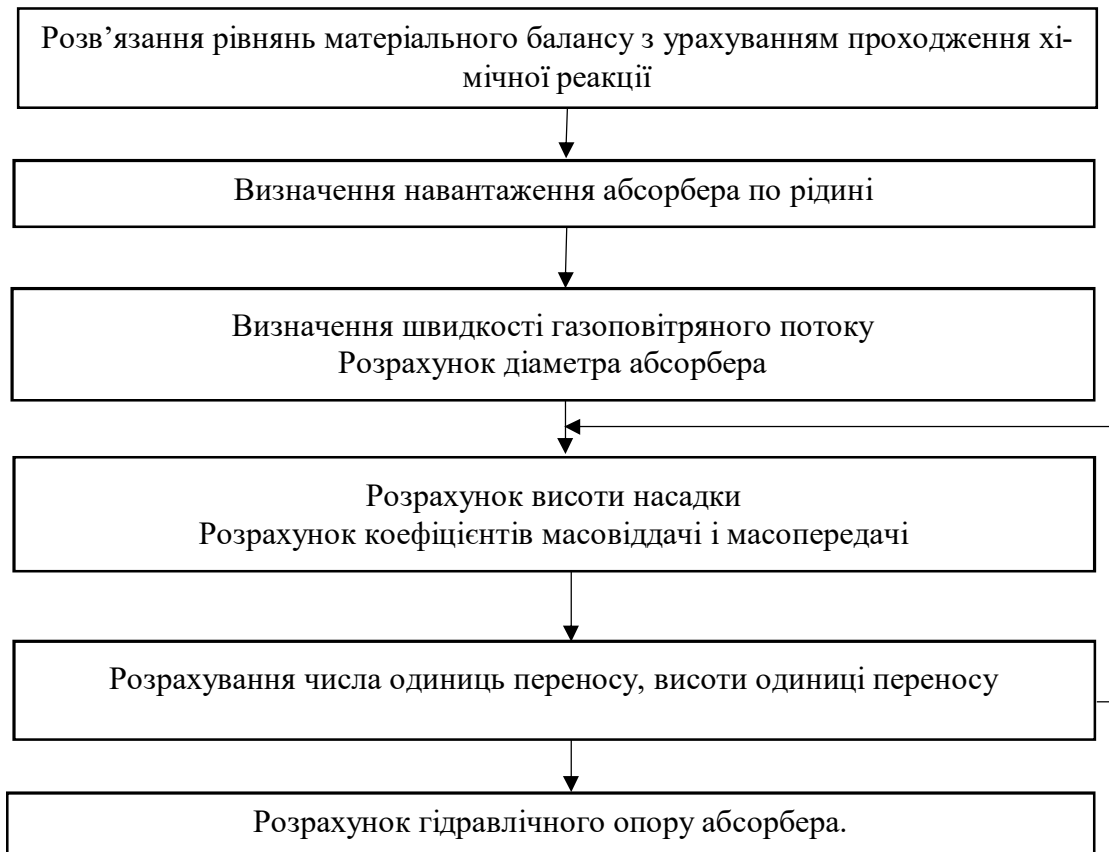 Розв’язання рівнянь матеріального балансу з урахуванням проходження хі-
мічної реакції
Визначення навантаження абсорбера по рідині
Визначення швидкості газоповітряного потоку
Розрахунок діаметра абсорбера
Розрахунок висоти насадки
Розрахунок коефіцієнтів масовіддачі і масопередачі
Розрахування числа одиниць переносу, висоти одиниці переносу
Розрахунок гідравлічного опору абсорбера.